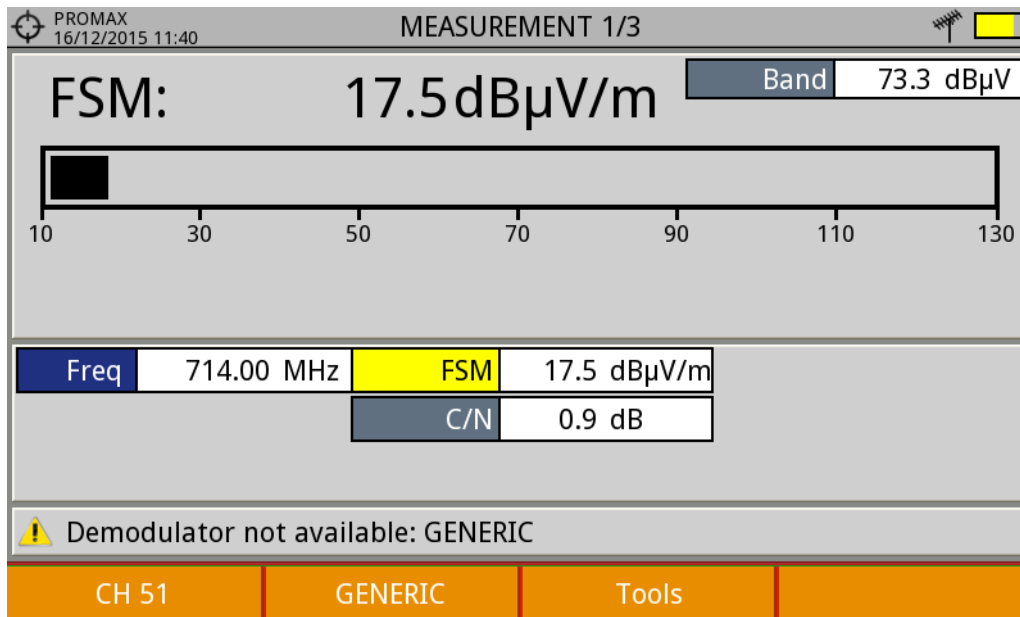 PROMAX
16/12/2015 11:40
MEASUREMENT 1/3
FSM: 17.5 dBµV/m
Band 73.3 dBµV
10 30 50 70 90 110 130
Freq 714.00 MHz FSM 17.5 dBµV/m
C/N 0.9 dB
Demodulator not available: GENERIC
CH 51 GENERIC Tools